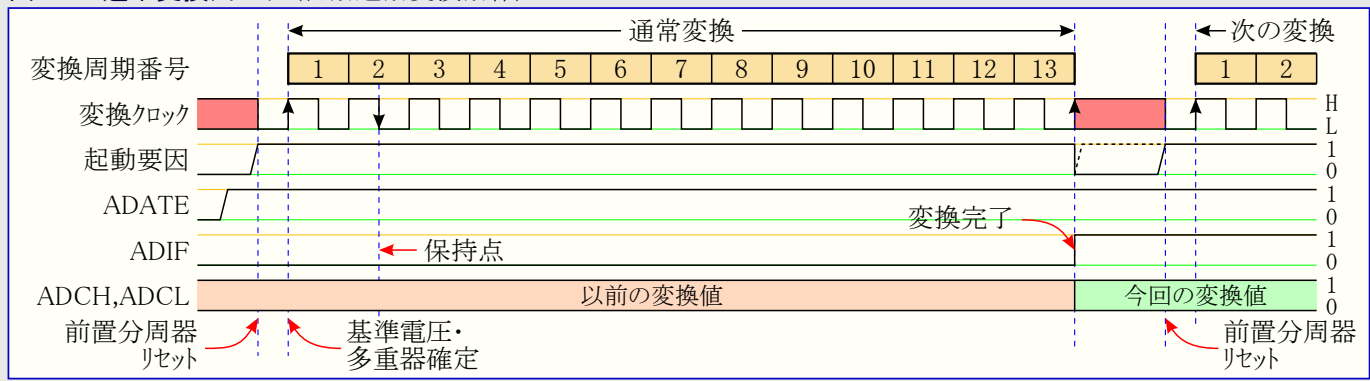 通常変換
次の変換
変換周期番号 1 2 3 4 5 6 7 8 9 10 11 12 13 1 2
変換クロック H
L
起動要因 1
0
ADATE 1
0
変換完了
ADIF 1
0
保持点
ADCH,ADCL 以前の変換値 今回の変換値 1
0
前置分周器
リセット
基準電圧・
多重器確定
前置分周器
リセット